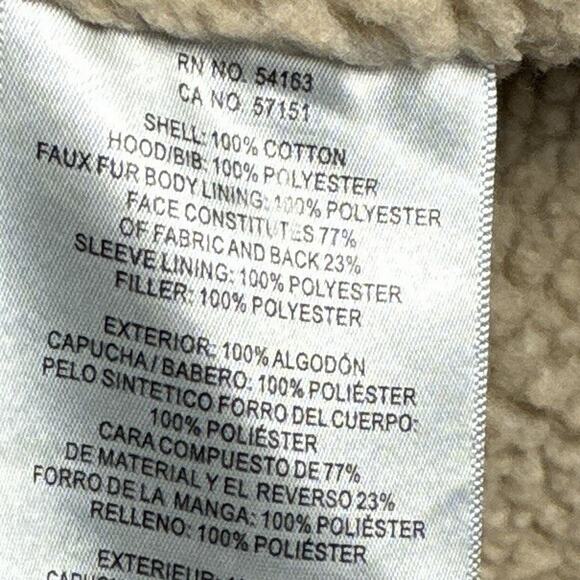 RN NO. 54163
CA NO. 57151
SHELL: 100% COTTON
HOOD/BIB: 100% POLYESTER
FAUX FUR BODY LINING: 100% POLYESTER
FACE CONSTITUTES 77%
OF FABRIC AND BACK 23%
SLEEVE LINING: 100% POLYESTER
FILLER: 100% POLYESTER
EXTERIOR: 100% ALGODÓN
CAPUCHA / BABERO: 100% POLIÉSTER
PELO SINTETICO FORRO DEL CUERPO:
100% POLIÉSTER
CARA COMPUESTO DE 77%
DE MATERIAL Y EL REVERSO 23%
FORRO DE LA MANGA: 100% POLIÉSTER
RELLENO: 100% POLIÉSTER
EXTERIEUR: